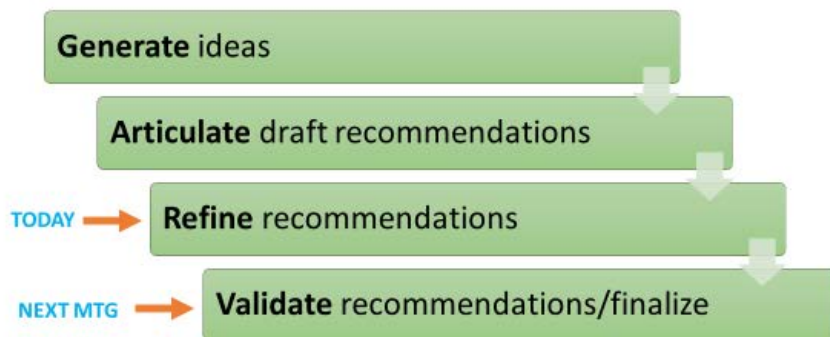 Generate ideas
Articulate draft recommendations
TODAY
Refine recommendations
NEXT MTG
Validate recommendations/finalize